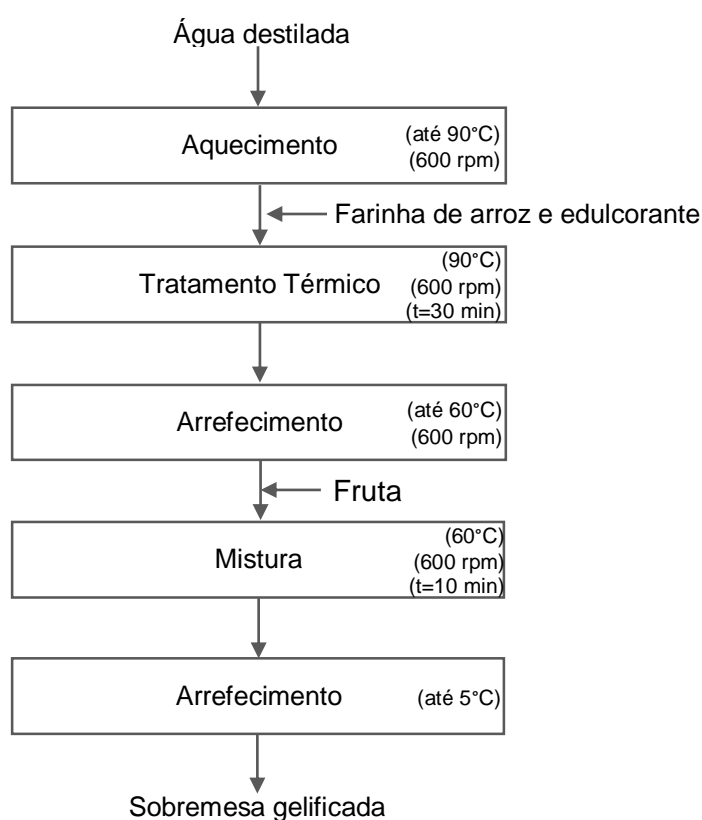 Água destilada
Aquecimento
(até 90°C)
(600 rpm)
Farinha de arroz e edulcorante
Tratamento Térmico
(90°C)
(600 rpm)
(t=30 min)
Arrefecimento
(até 60°C)
(600 rpm)
Fruta
Mistura
(60°C)
(600 rpm)
(t=10 min)
Arrefecimento
(até 5°C)
Sobremesa gelificada